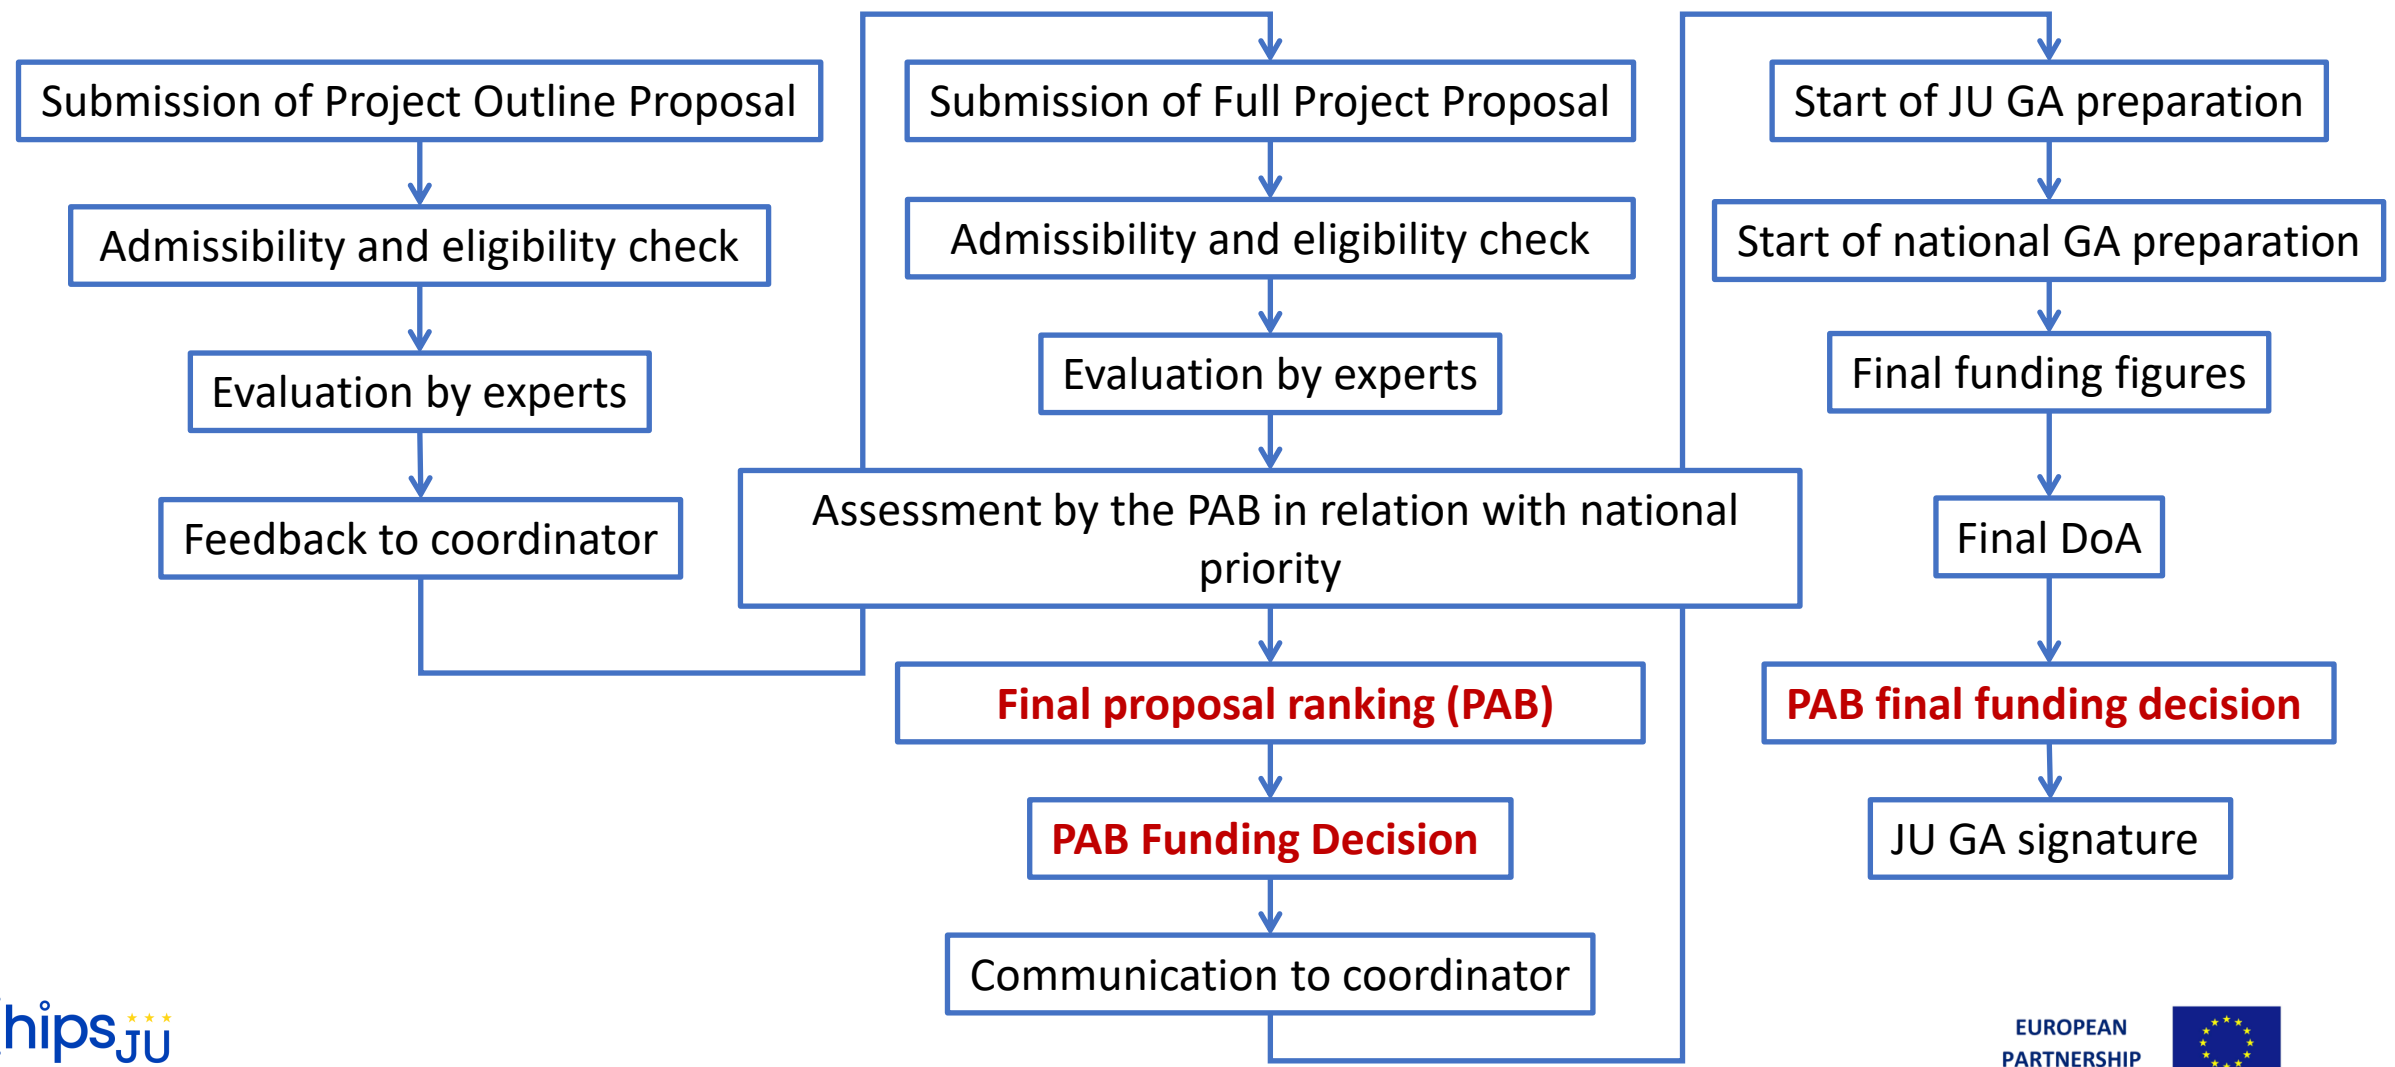 Submission of Project Outline Proposal
Admissibility and eligibility check
Evaluation by experts
Feedback to coordinator
Submission of Full Project Proposal
Admissibility and eligibility check
Evaluation by experts
Assessment by the PAB in relation with national
priority
Final proposal ranking (PAB)
PAB Funding Decision
Communication to coordinator
Start of JU GA preparation
Start of national GA preparation
Final funding figures
Final DoA
PAB final funding decision
JU GA signature
hips JU
EUROPEAN
PARTNERSHIP